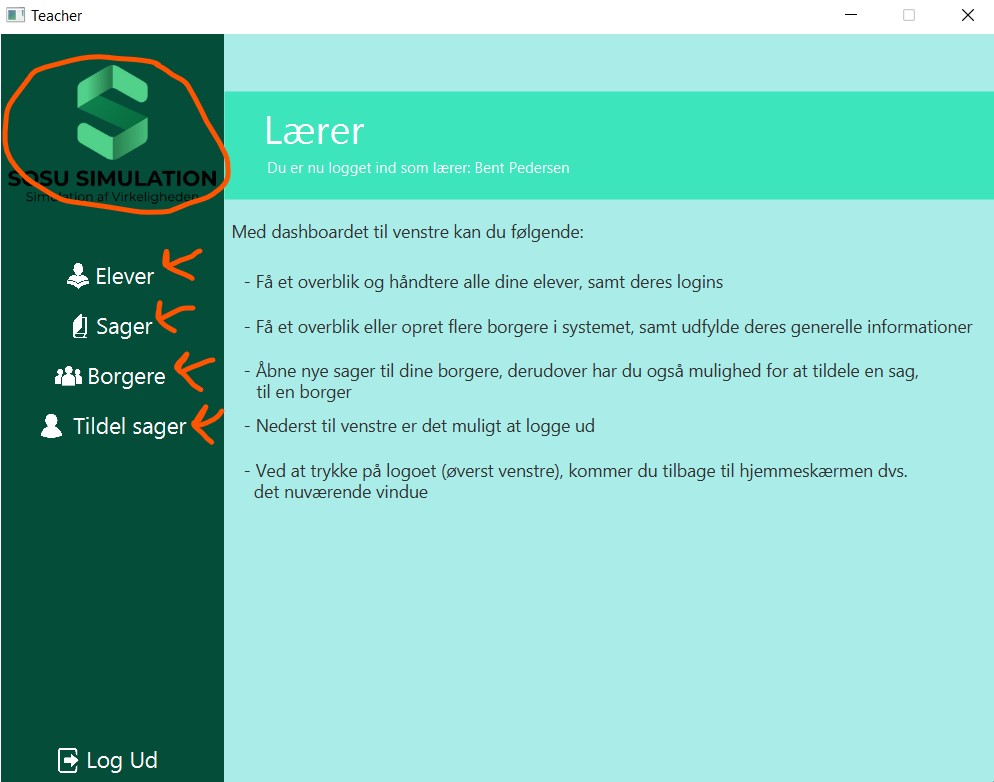 Teacher
SOSU SIMULATION
Simulation af Virkeligheden
Elever
Sager
Borgere
Tildel sager
Log Ud
Lærer
Du er nu logget ind som lærer: Bent Pedersen
Med dashboardet til venstre kan du følgende:
- Få et overblik og håndtere alle dine elever, samt deres logins
- Få et overblik eller opret flere borgere i systemet, samt udfylde deres generelle informationer
- Åbne nye sager til dine borgere, derudover har du også mulighed for at tildele en sag,
til en borger
- Nederst til venstre er det muligt at logge ud
- Ved at trykke på logoet (øverst venstre), kommer du tilbage til hjemmeskærmen dvs.
det nuværende vindue